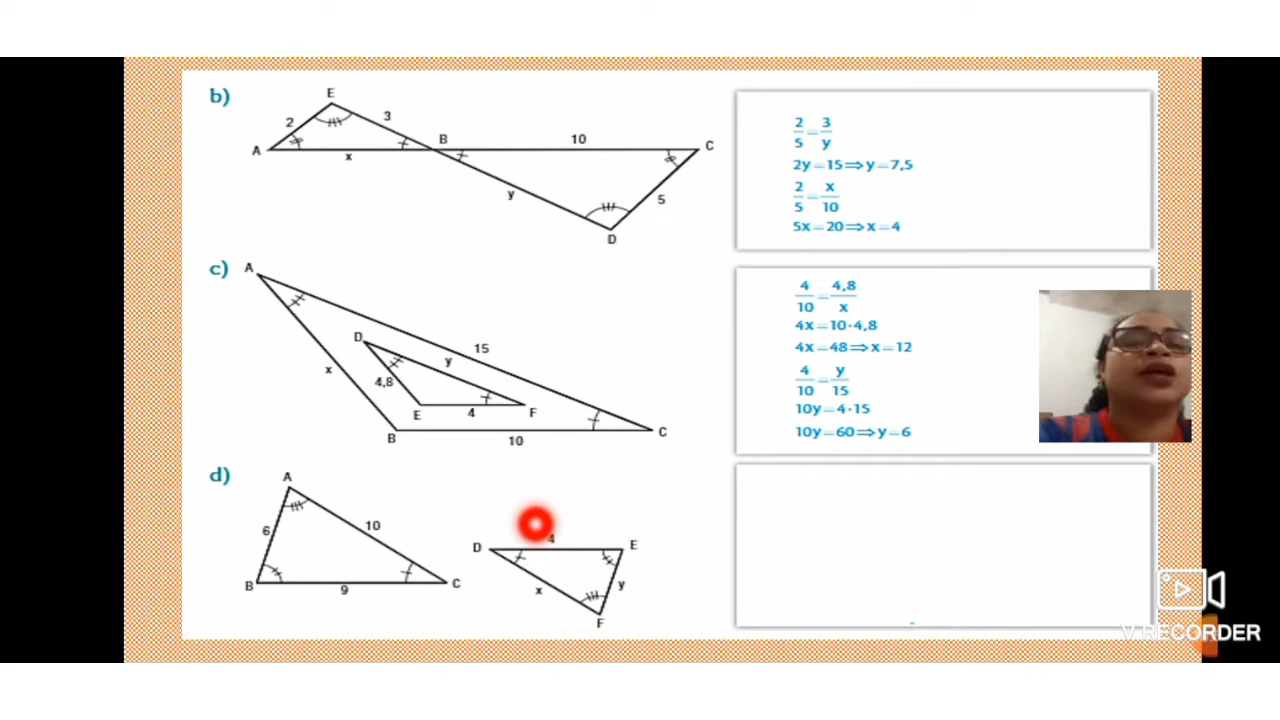 b)
E
2
3
A
x
B
10
C
y
5
D
2/5 = 3/y
2y=15⟹y=7,5
2/5 = x/10
5x=20⟹x=4
c)
A
D
15
y
x
4,8
E
4
F
B
10
C
4/10 = 4,8/x
4x=10·4,8
4x=48⟹x=12
4/10 = y/15
10y=4·15
10y=60⟹y=6
d)
A
6
10
B
9
C
D
4
E
x
y
F
V RECORDER